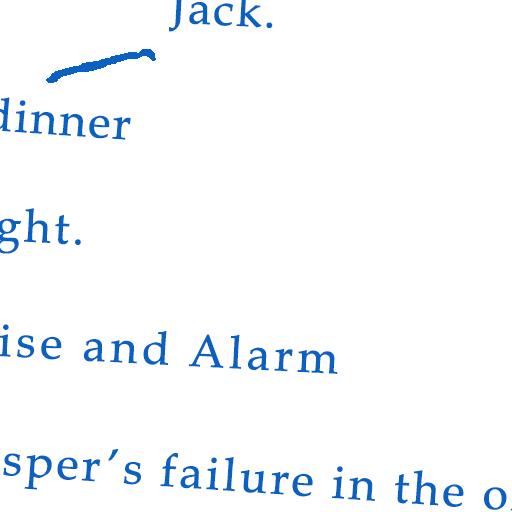 Jack.
dinner
ght.
ise and Alarm
sper's failure in the o